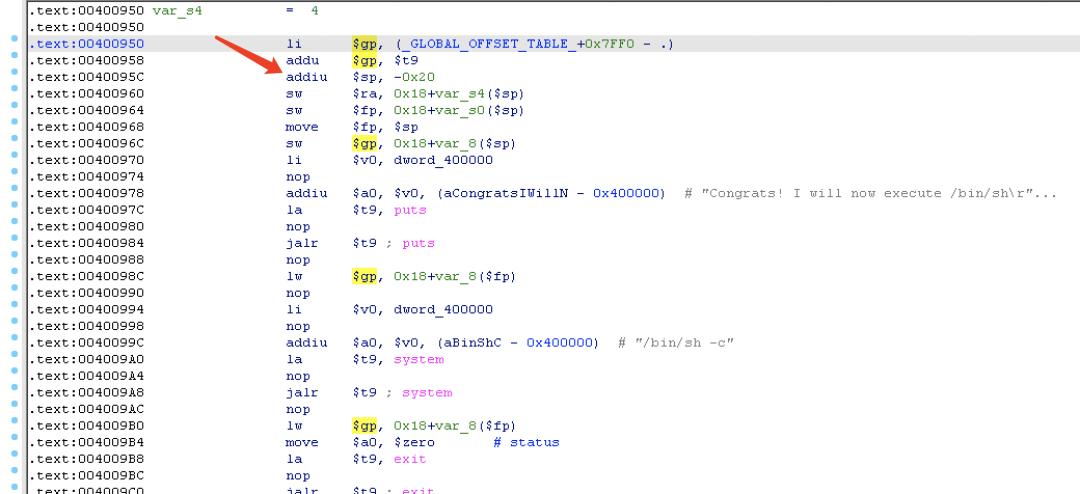 .text:00400950 var_s4          =  4
.text:00400950
.text:00400950                 li      $gp, (_GLOBAL_OFFSET_TABLE_+0x7FF0 - .)
.text:00400958                 addu    $gp, $t9
.text:0040095C                 addiu   $sp, -0x20
.text:00400960                 sw      $ra, 0x18+var_s4($sp)
.text:00400964                 sw      $fp, 0x18+var_s0($sp)
.text:00400968                 move    $fp, $sp
.text:0040096C                 sw      $gp, 0x18+var_8($sp)
.text:00400970                 li      $v0, dword_400000
.text:00400974                 nop
.text:00400978                 addiu   $a0, $v0, (aCongratsIWillN - 0x400000)  # "Congrats! I will now execute /bin/sh\r"...
.text:0040097C                 la      $t9, puts
.text:00400980                 nop
.text:00400984                 jalr    $t9 ; puts
.text:00400988                 nop
.text:0040098C                 lw      $gp, 0x18+var_8($fp)
.text:00400990                 nop
.text:00400994                 li      $v0, dword_400000
.text:00400998                 nop
.text:0040099C                 addiu   $a0, $v0, (aBinShC - 0x400000)  # "/bin/sh -c"
.text:004009A0                 la      $t9, system
.text:004009A4                 nop
.text:004009A8                 jalr    $t9 ; system
.text:004009AC                 nop
.text:004009B0                 lw      $gp, 0x18+var_8($fp)
.text:004009B4                 move    $a0, $zero       # status
.text:004009B8                 la      $t9, exit
.text:004009BC                 nop
.text:004009C0                 jalr    $t9 ; exit